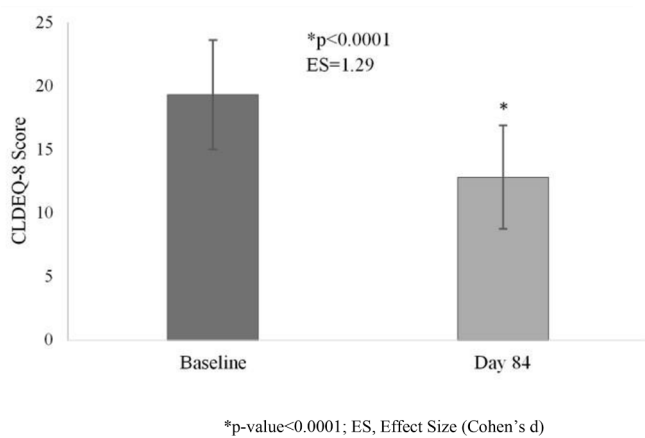 25
*p<0.0001
ES=1.29
20
*
15
10
5
0
CLDEQ-8 Score
Baseline
Day 84
*p-value<0.0001; ES, Effect Size (Cohen’s d)